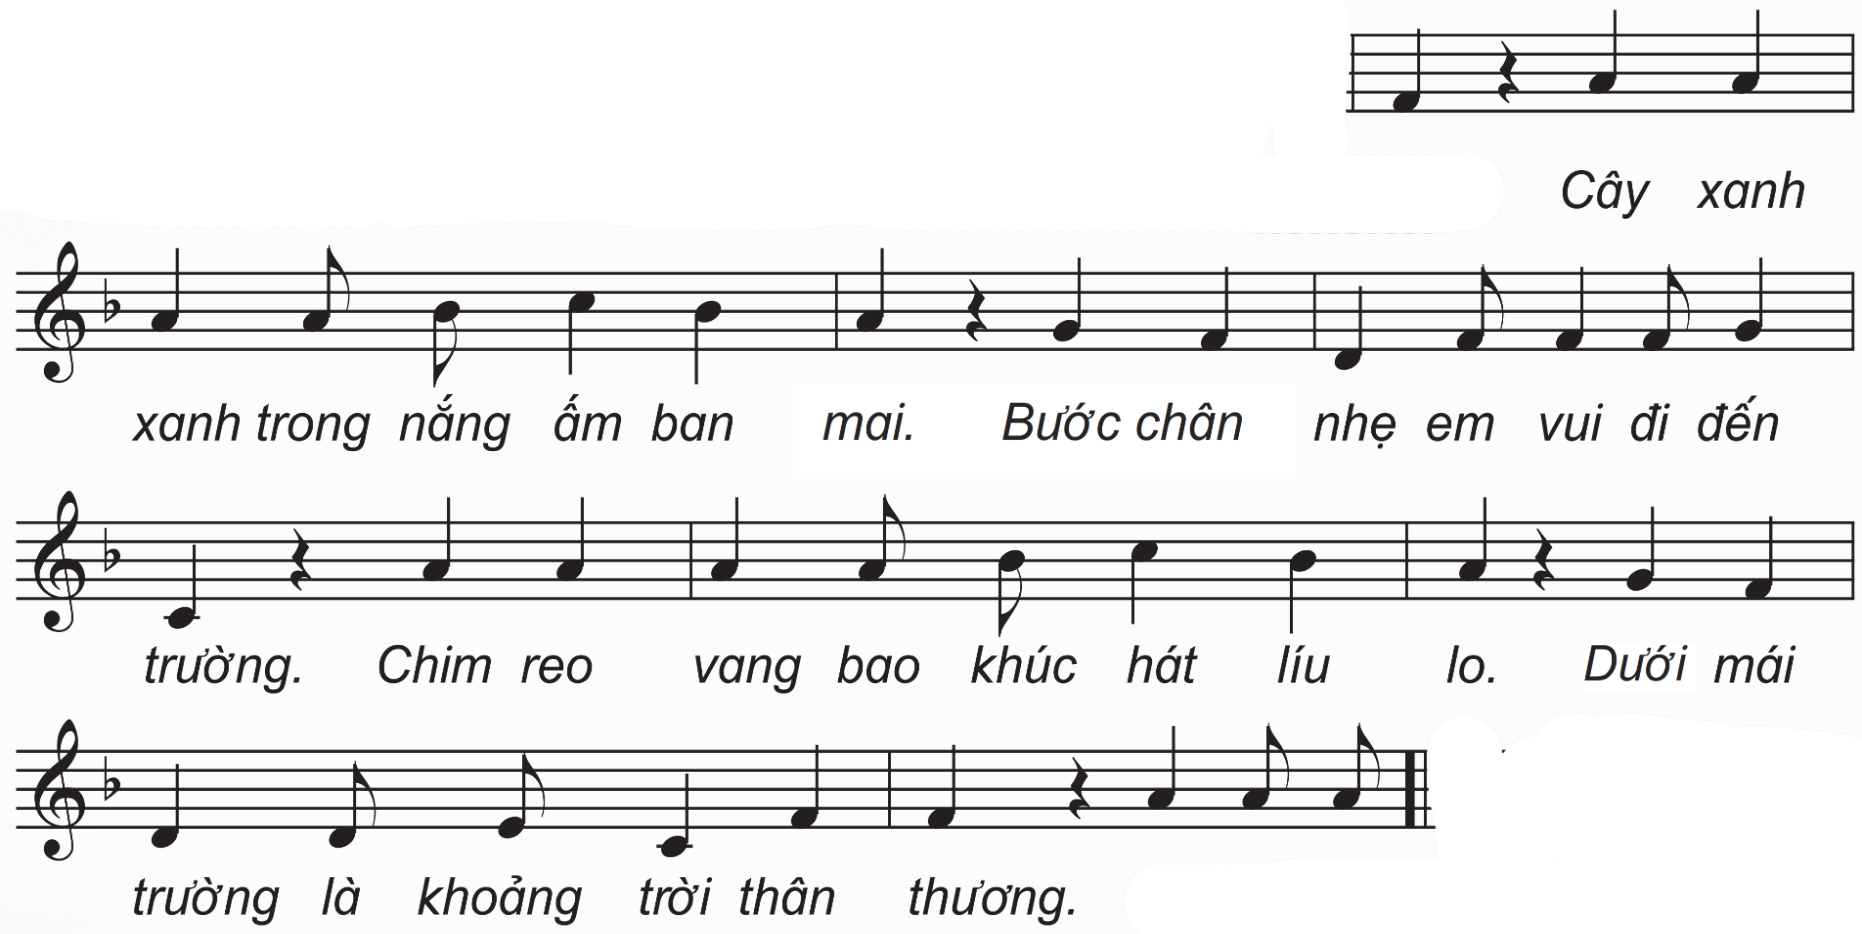 Cây xanh
xanh trong nắng ấm ban mai. Bước chân nhẹ em vui đi đến
trường. Chim reo vang bao khúc hát líu lo. Dưới mái
trường là khoảng trời thân thương.